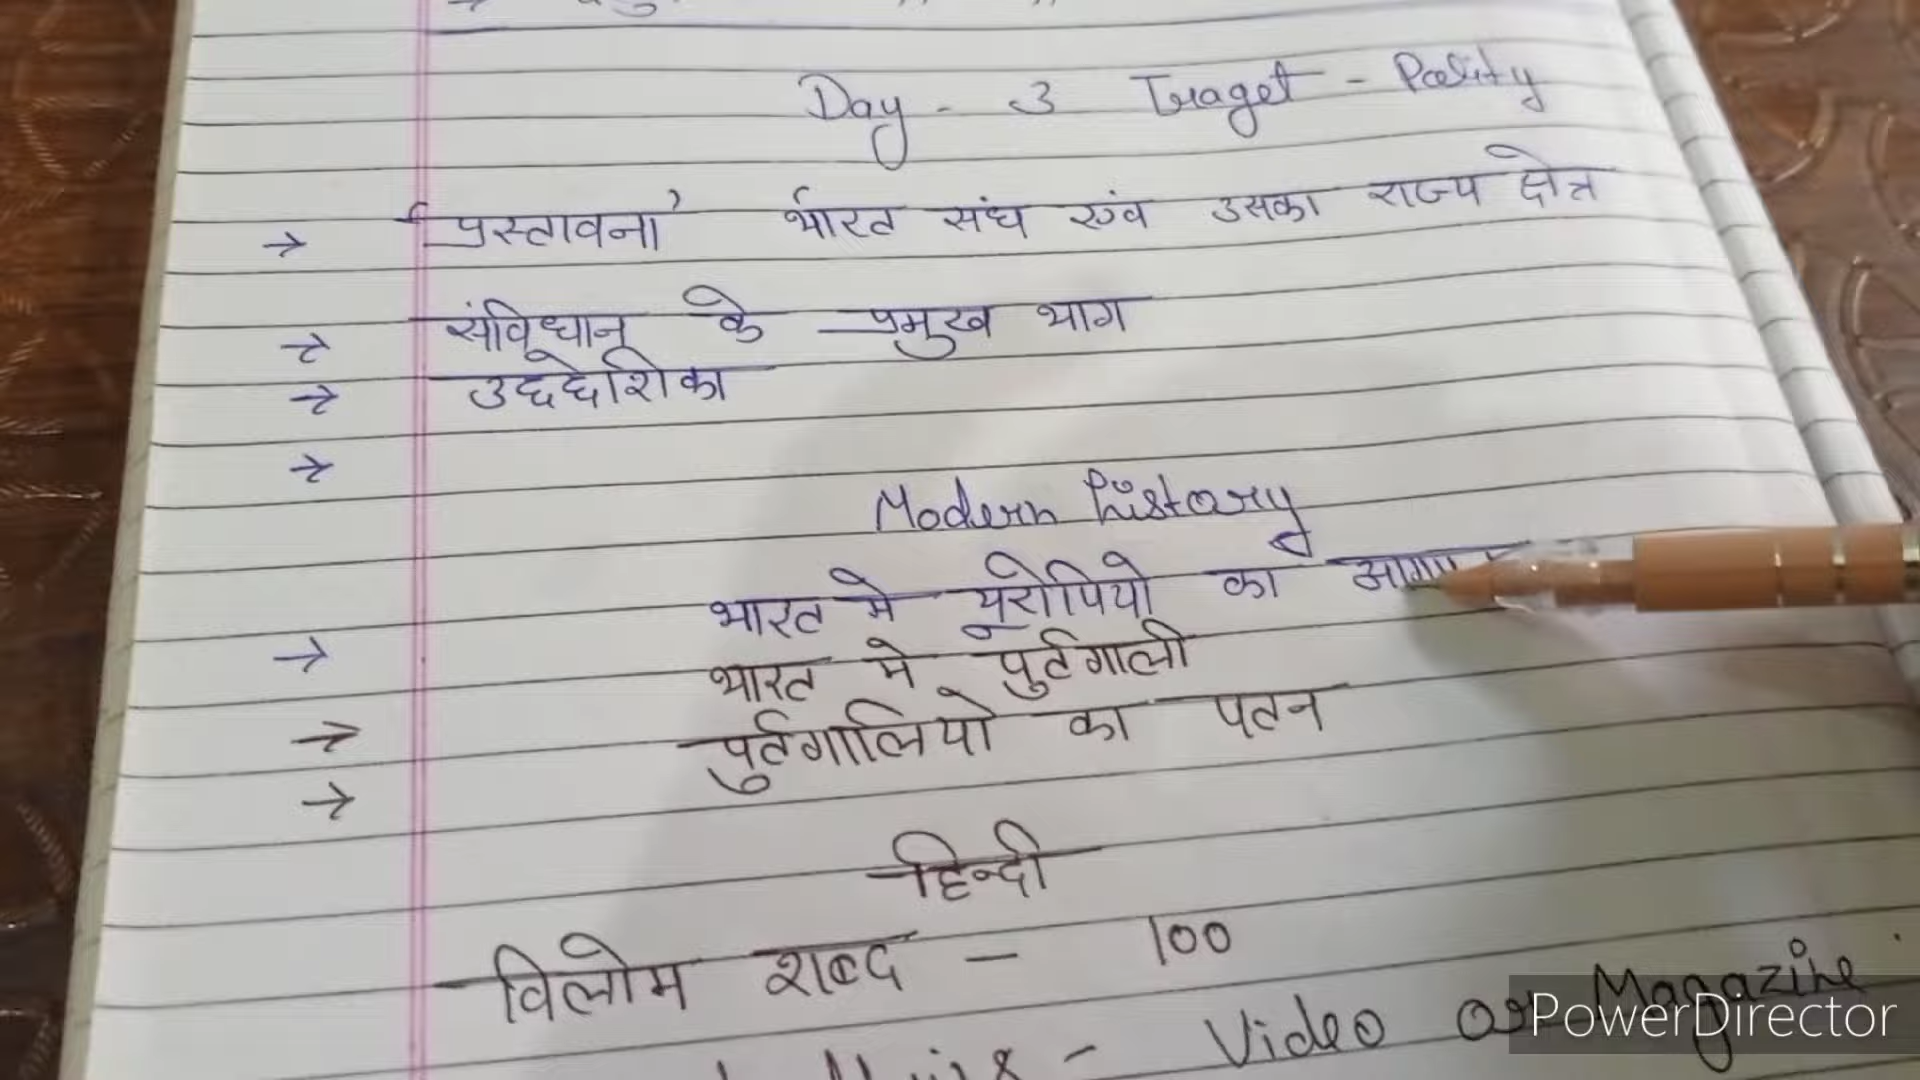 Day - 3 Traget - Polity
→ 'प्रस्तावना' भारत संघ एंव उसका राज्य क्षेत्र
→ संविधान के प्रमुख भाग
→ उद्देशिका
→
Modern history
→ भारत मे यूरोपियो का
→ भारत मे पुर्तगाली
→ पुर्तगालियो का पतन
हिन्दी
विलोम शब्द - 100
- Video or Magazine
PowerDirector